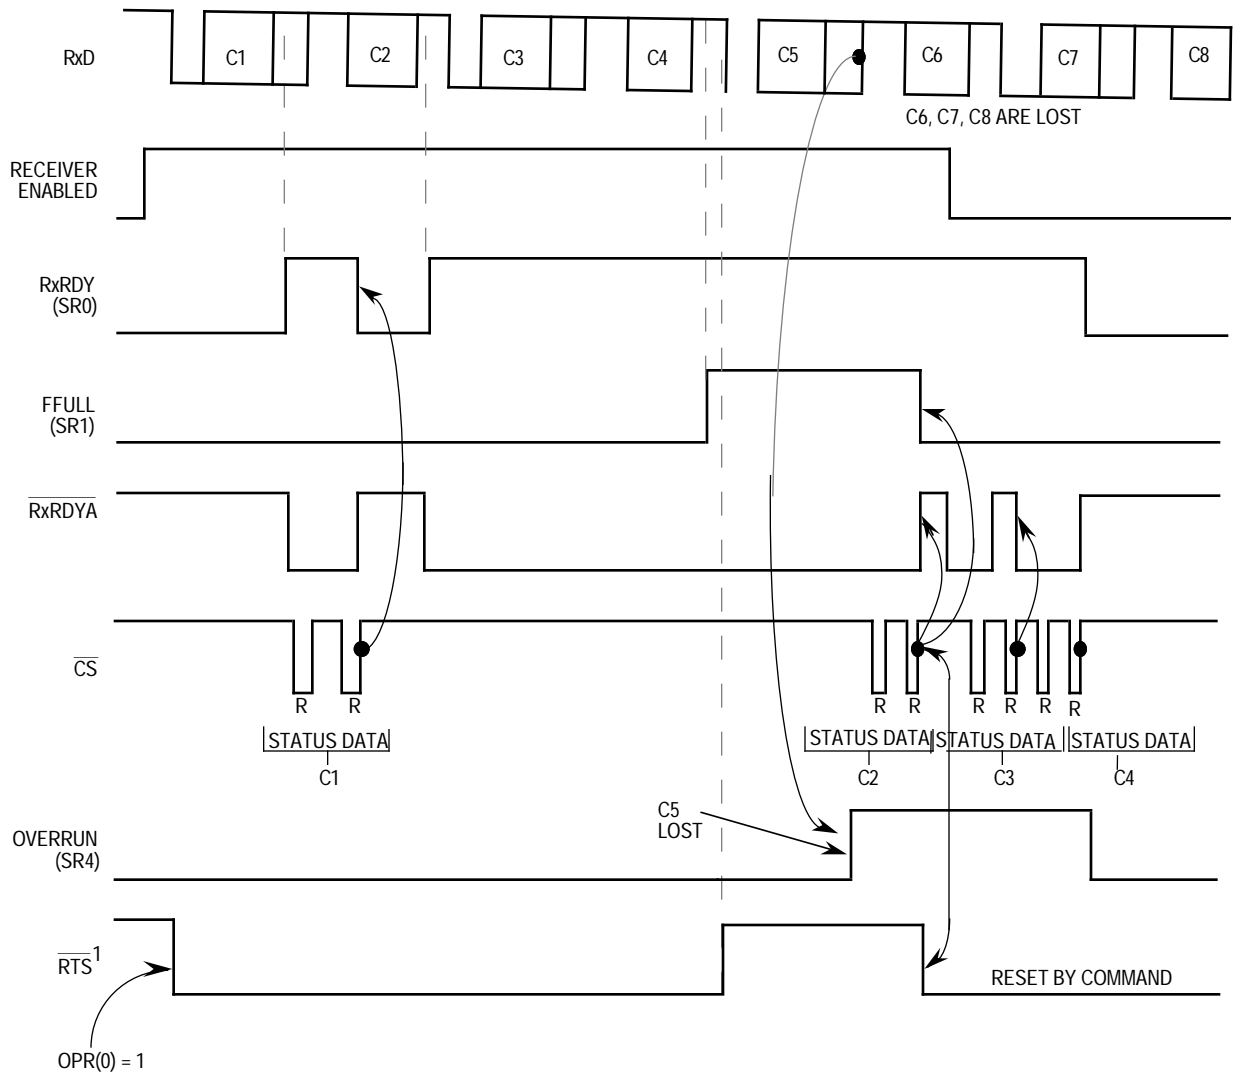 RxD
C1
C2
C3
C4
C5
C6
C7
C8
C6, C7, C8 ARE LOST
RECEIVER
ENABLED
RxRDY
(SR0)
FFULL
(SR1)
RxRDYA
CS
R
R
R
R
R
R
R
R
STATUS DATA
STATUS DATA
STATUS DATA
STATUS DATA
C1
C2
C3
C4
C5
LOST
OVERRUN
(SR4)
RTS1
RESET BY COMMAND
OPR(0) = 1